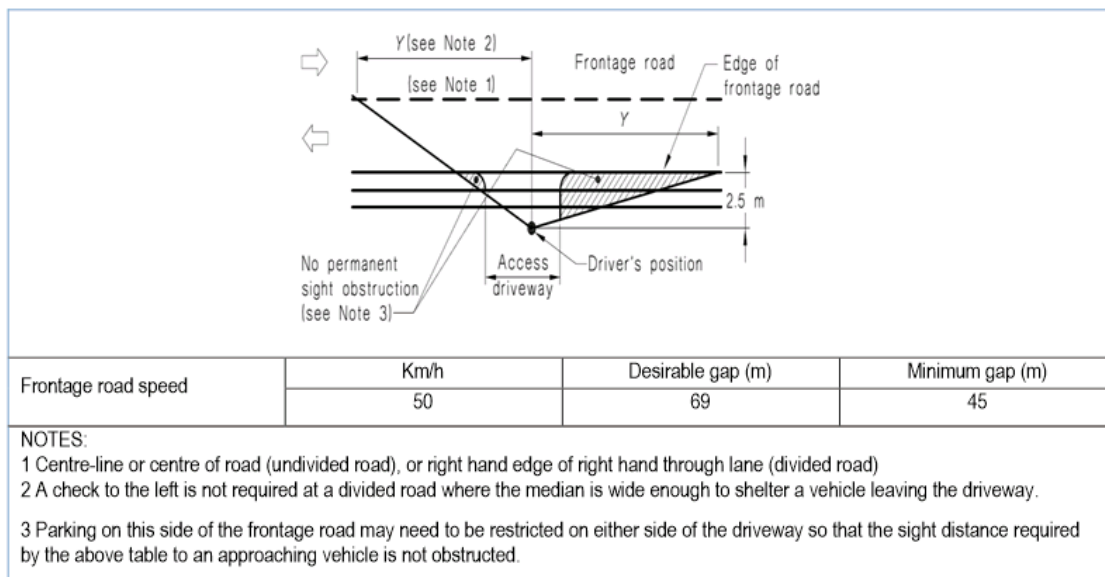 Y(see Note 2)
Frontage road
Edge of
frontage road
(see Note 1)
Y
2.5 m
No permanent
sight obstruction
(see Note 3)
Access
driveway
Driver's position
Frontage road speed
Km/h
Desirable gap (m)
Minimum gap (m)
50
69
45
NOTES:
1 Centre-line or centre of road (undivided road), or right hand edge of right hand through lane (divided road)
2 A check to the left is not required at a divided road where the median is wide enough to shelter a vehicle leaving the driveway.
3 Parking on this side of the frontage road may need to be restricted on either side of the driveway so that the sight distance required
by the above table to an approaching vehicle is not obstructed.